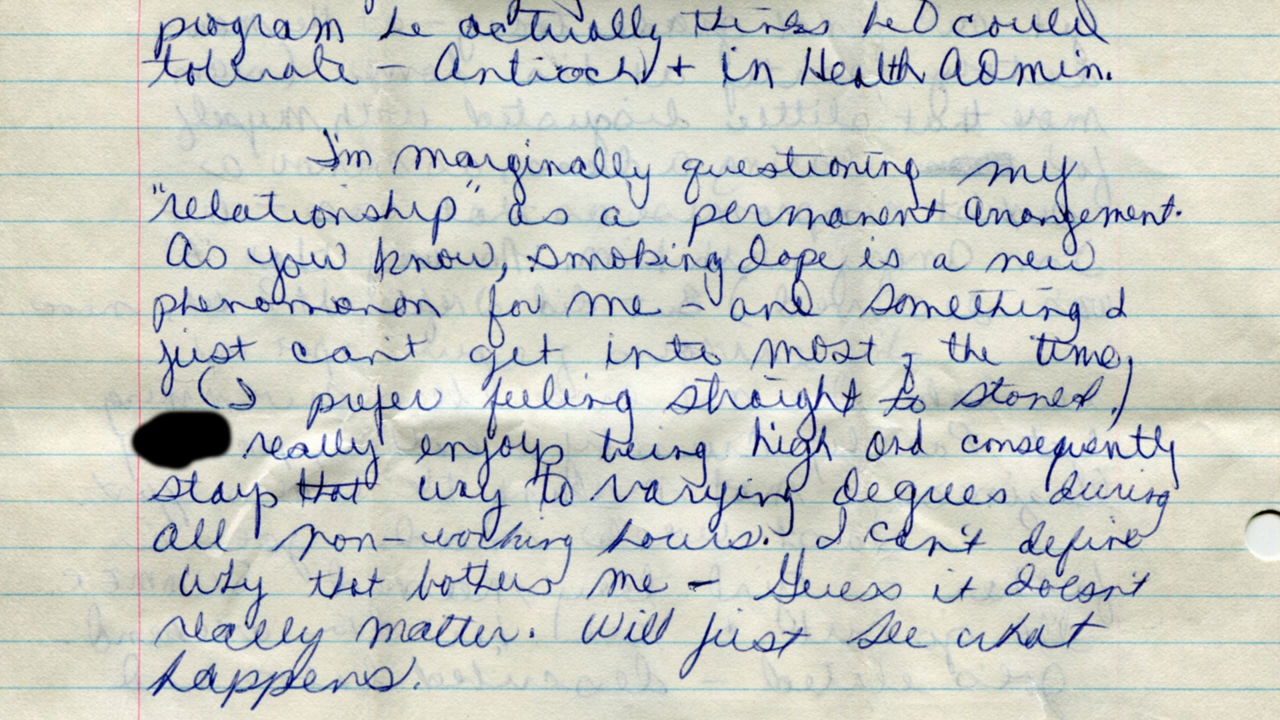 program he actually thinks he could
tolerate - Antioch + in Health Admin.
I'm marginally questioning my
"relationship" as a permanent arrangement.
As you know, smoking dope is a new
phenomonon for me - and something I
just can't get into most of the time.
(I prefer feeling straight to stoned.)
really enjoys being high and consequently
stays that way to varying degrees during
all non-working hours. I can't define
why that bothers me - Guess it doesn't
really matter. Will just see what
happens.